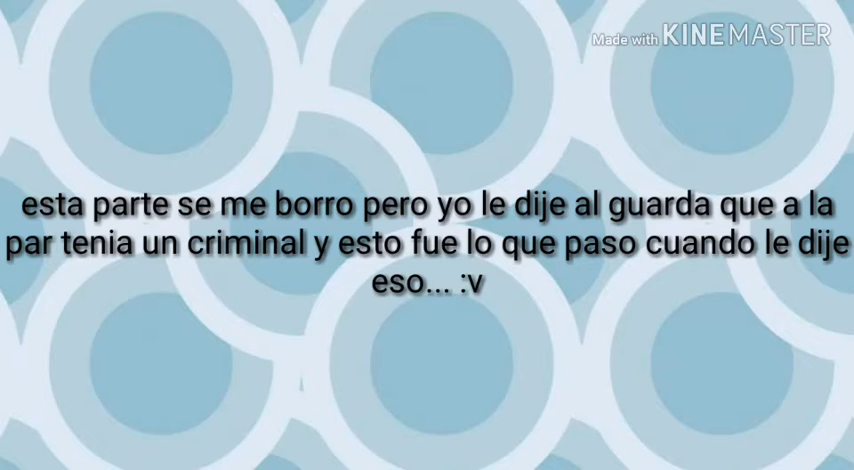 Made with KINEMASTER
esta parte se me borro pero yo le dije al guarda que a la
par tenia un criminal y esto fue lo que paso cuando le dije
eso... :v